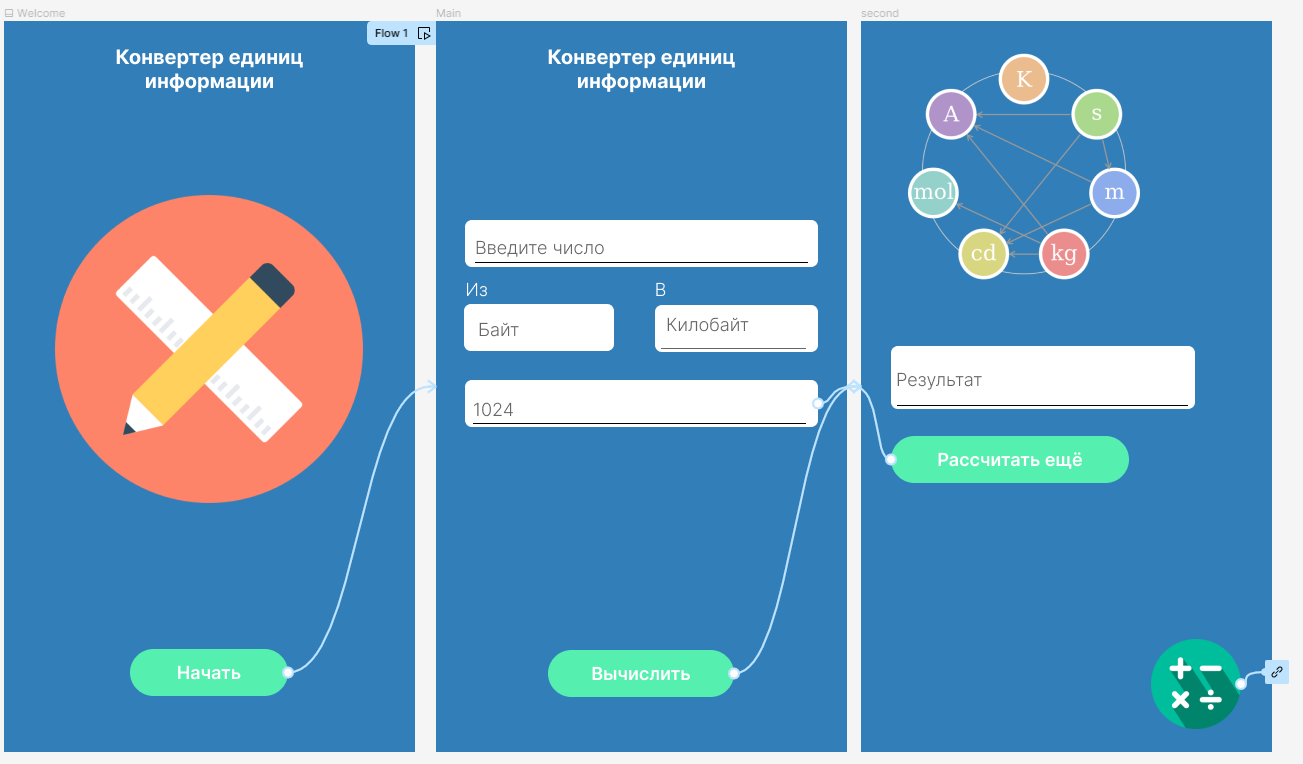 Welcome
Flow 1
Конвертер единиц
информации
Начать
Main
Конвертер единиц
информации
Введите число
Из
В
Байт
Килобайт
1024
Вычислить
second
K
A
s
mol
m
cd
kg
Результат
Рассчитать ещё